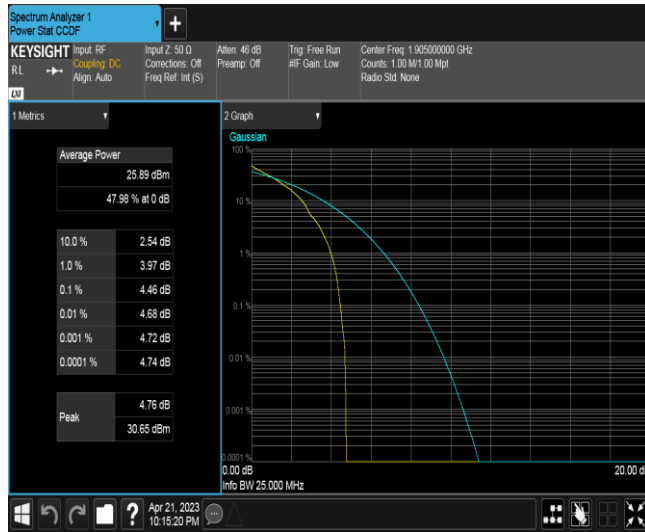 Spectrum Analyzer 1
Power Stat CCDF
+
KEYSIGHT
RL
Input: RF
Coupling: DC
Align: Auto
Input Z: 50 Ω
Corrections: Off
Freq Ref: Int (S)
Atten: 46 dB
Preamp: Off
Trig: Free Run
#IF Gain: Low
Center Freq: 1.905000000 GHz
Counts: 1.00 M/1.00 Mpt
Radio Std: None
1 Metrics
Average Power
25.89 dBm
47.98 % at 0 dB
10.0 % 2.54 dB
1.0 % 3.97 dB
0.1 % 4.46 dB
0.01 % 4.68 dB
0.001 % 4.72 dB
0.0001 % 4.74 dB
Peak
4.76 dB
30.65 dBm
2 Graph
Gaussian
100 %
10 %
1 %
0.1 %
0.01 %
0.001 %
0.0001 %
0.00 dB
20.00 d
Info BW 25.000 MHz
?
Apr 21, 2023
10:15:20 PM